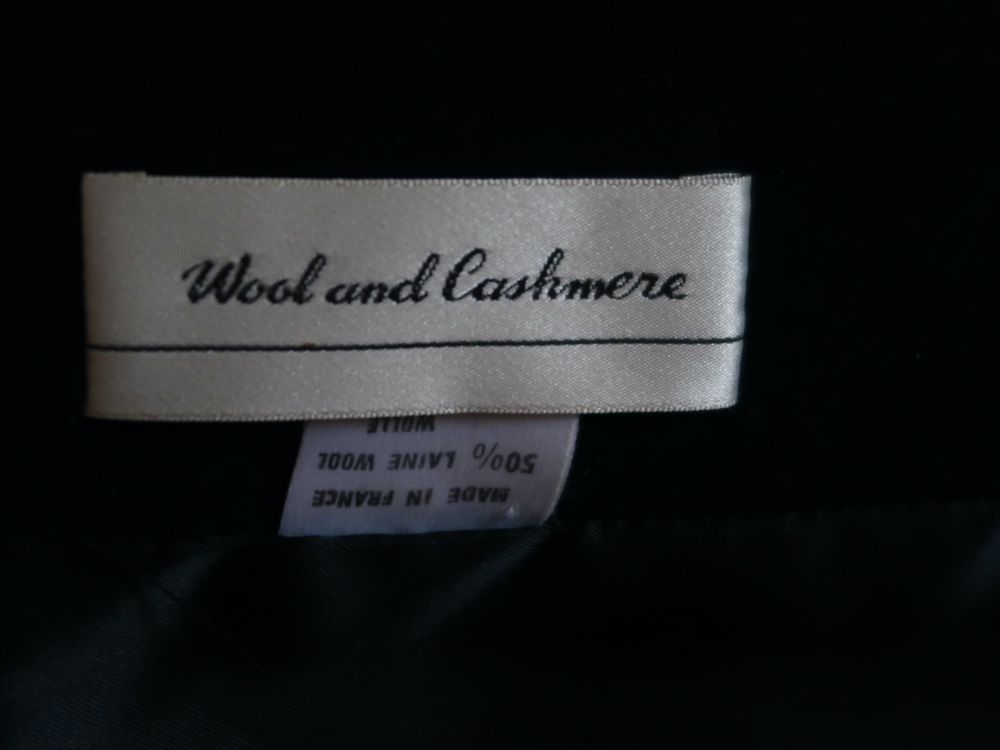 Wool and Cashmere
MADE IN FRANCE
50% LAINE WOOL
WOLLE